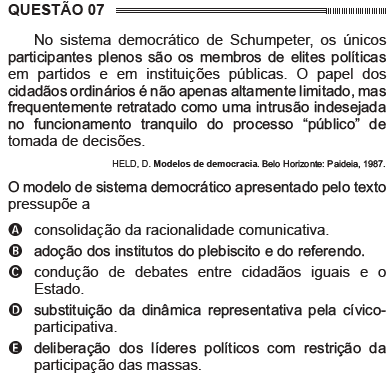 QUESTÃO 07
No sistema democrático de Schumpeter, os únicos
participantes plenos são os membros de elites políticas
em partidos e em instituições públicas. O papel dos
cidadãos ordinários é não apenas altamente limitado, mas
frequentemente retratado como uma intrusão indesejada
no funcionamento tranquilo do processo “público” de
tomada de decisões.
HELD, D. Modelos de democracia. Belo Horizonte: Paideia, 1987.
O modelo de sistema democrático apresentado pelo texto
pressupõe a
A consolidação da racionalidade comunicativa.
B adoção dos institutos do plebiscito e do referendo.
C condução de debates entre cidadãos iguais e o
Estado.
D substituição da dinâmica representativa pela cívico-
participativa.
E deliberação dos líderes políticos com restrição da
participação das massas.